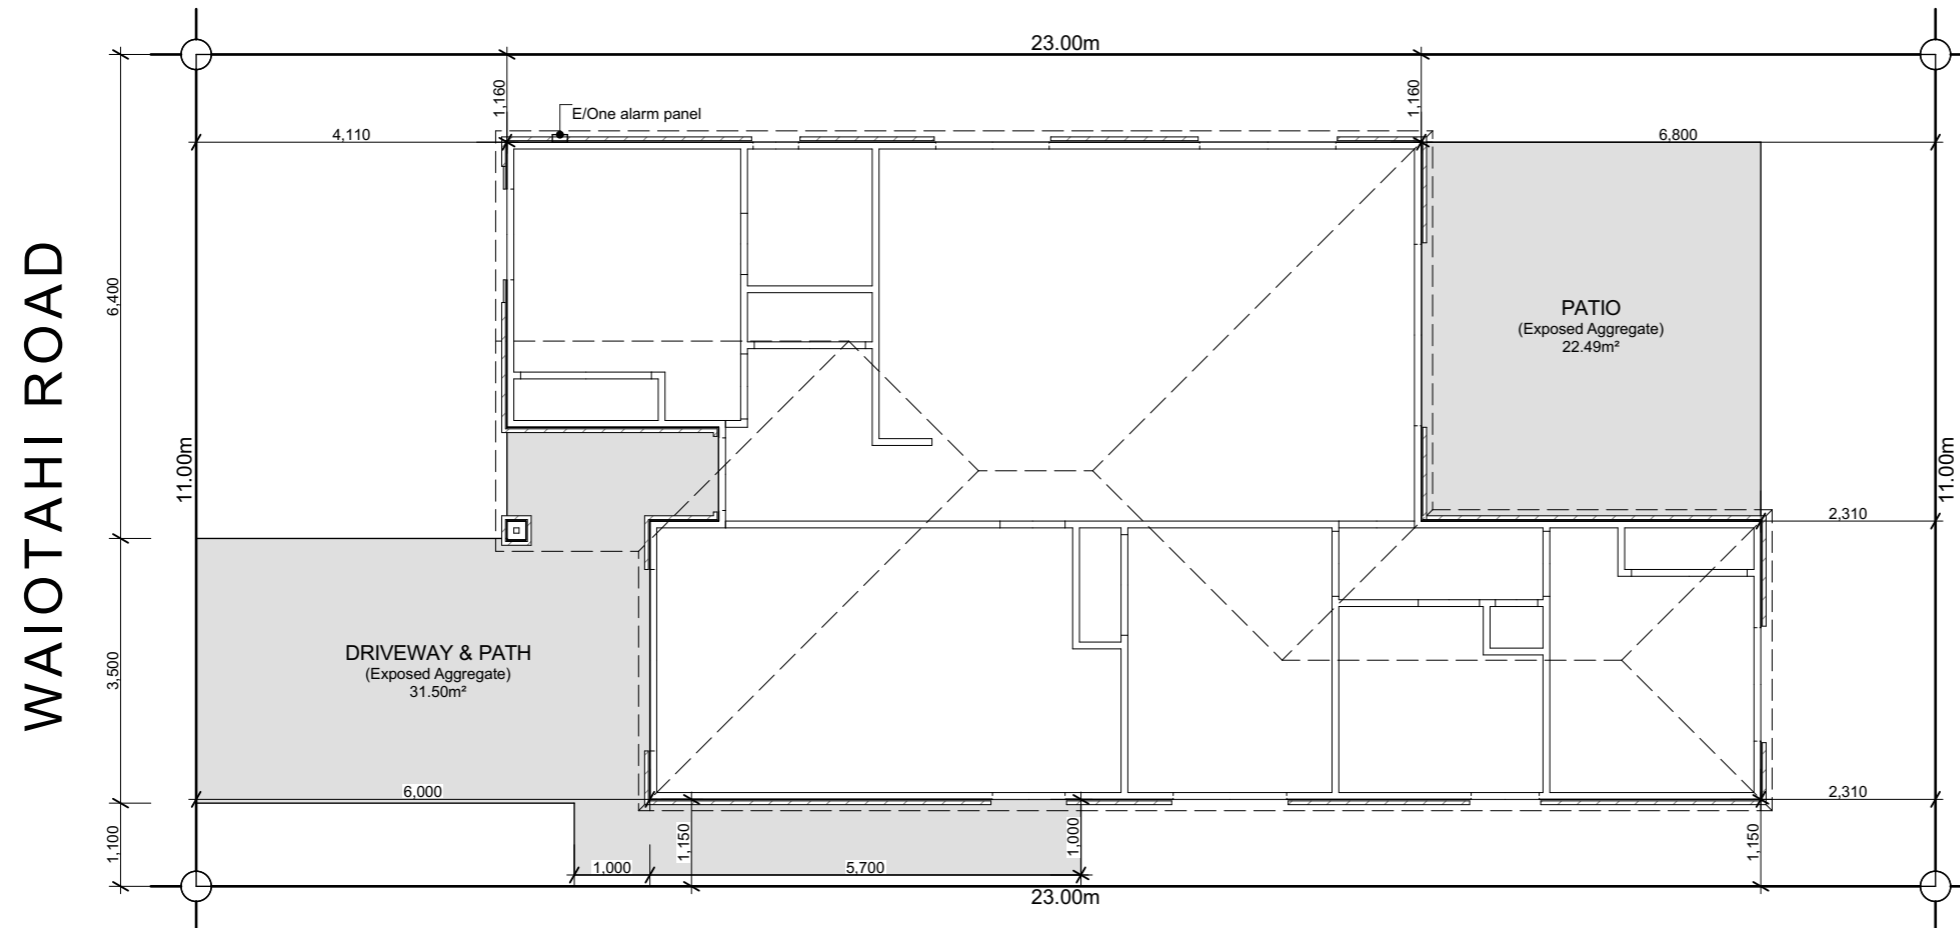 23.00m
1,160
1,160
E/One alarm panel
4,110
6,800
WAIOTAHI ROAD
6,400
PATIO
(Exposed Aggregate)
22.49m²
11.00m
11.00m
2,310
DRIVEWAY & PATH
(Exposed Aggregate)
31.50m²
3,500
6,000
2,310
1,100
1,150
1,000
1,150
1,000
5,700
23.00m